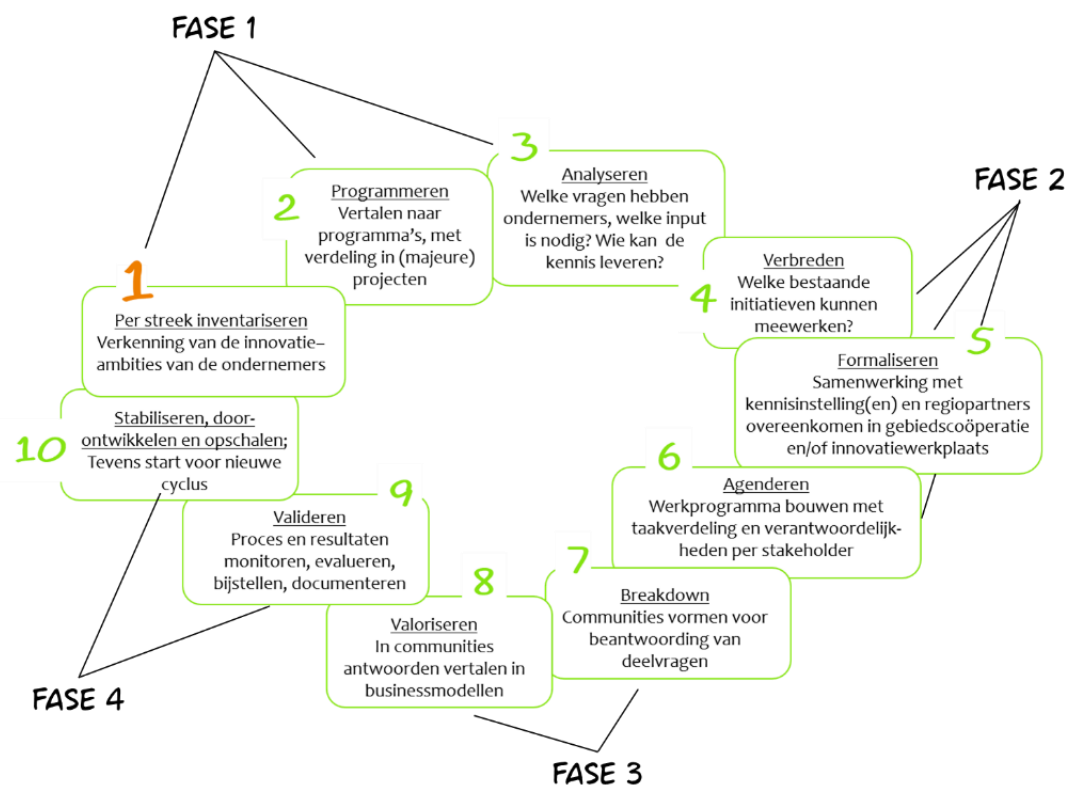 FASE 1
1
Per streek inventariseren
Verkenning van de innovatie–
ambities van de ondernemers
2
Programmeren
Vertalen naar
programma's, met
verdeling in (majeure)
projecten
3
Analyseren
Welke vragen hebben
ondernemers, welke input
is nodig? Wie kan de
kennis leveren?
FASE 2
4
Verbreden
Welke bestaande
initiatieven kunnen
meewerken?
5
Formaliseren
Samenwerking met
kennisinstelling(en) en regiopartners
overeenkomen in gebiedscoöperatie
en/of innovatiewerkplaats
6
Agenderen
Werkprogramma bouwen met
taakverdeling en verantwoordelijk-
heden per stakeholder
7
Breakdown
Communities vormen voor
beantwoording van
deelvragen
8
Valoriseren
In communities
antwoorden vertalen in
businessmodellen
FASE 3
9
Valideren
Proces en resultaten
monitoren, evalueren,
bijstellen, documenteren
10
Stabiliseren, door-
ontwikkelen en opschalen;
Tevens start voor nieuwe
cyclus
FASE 4